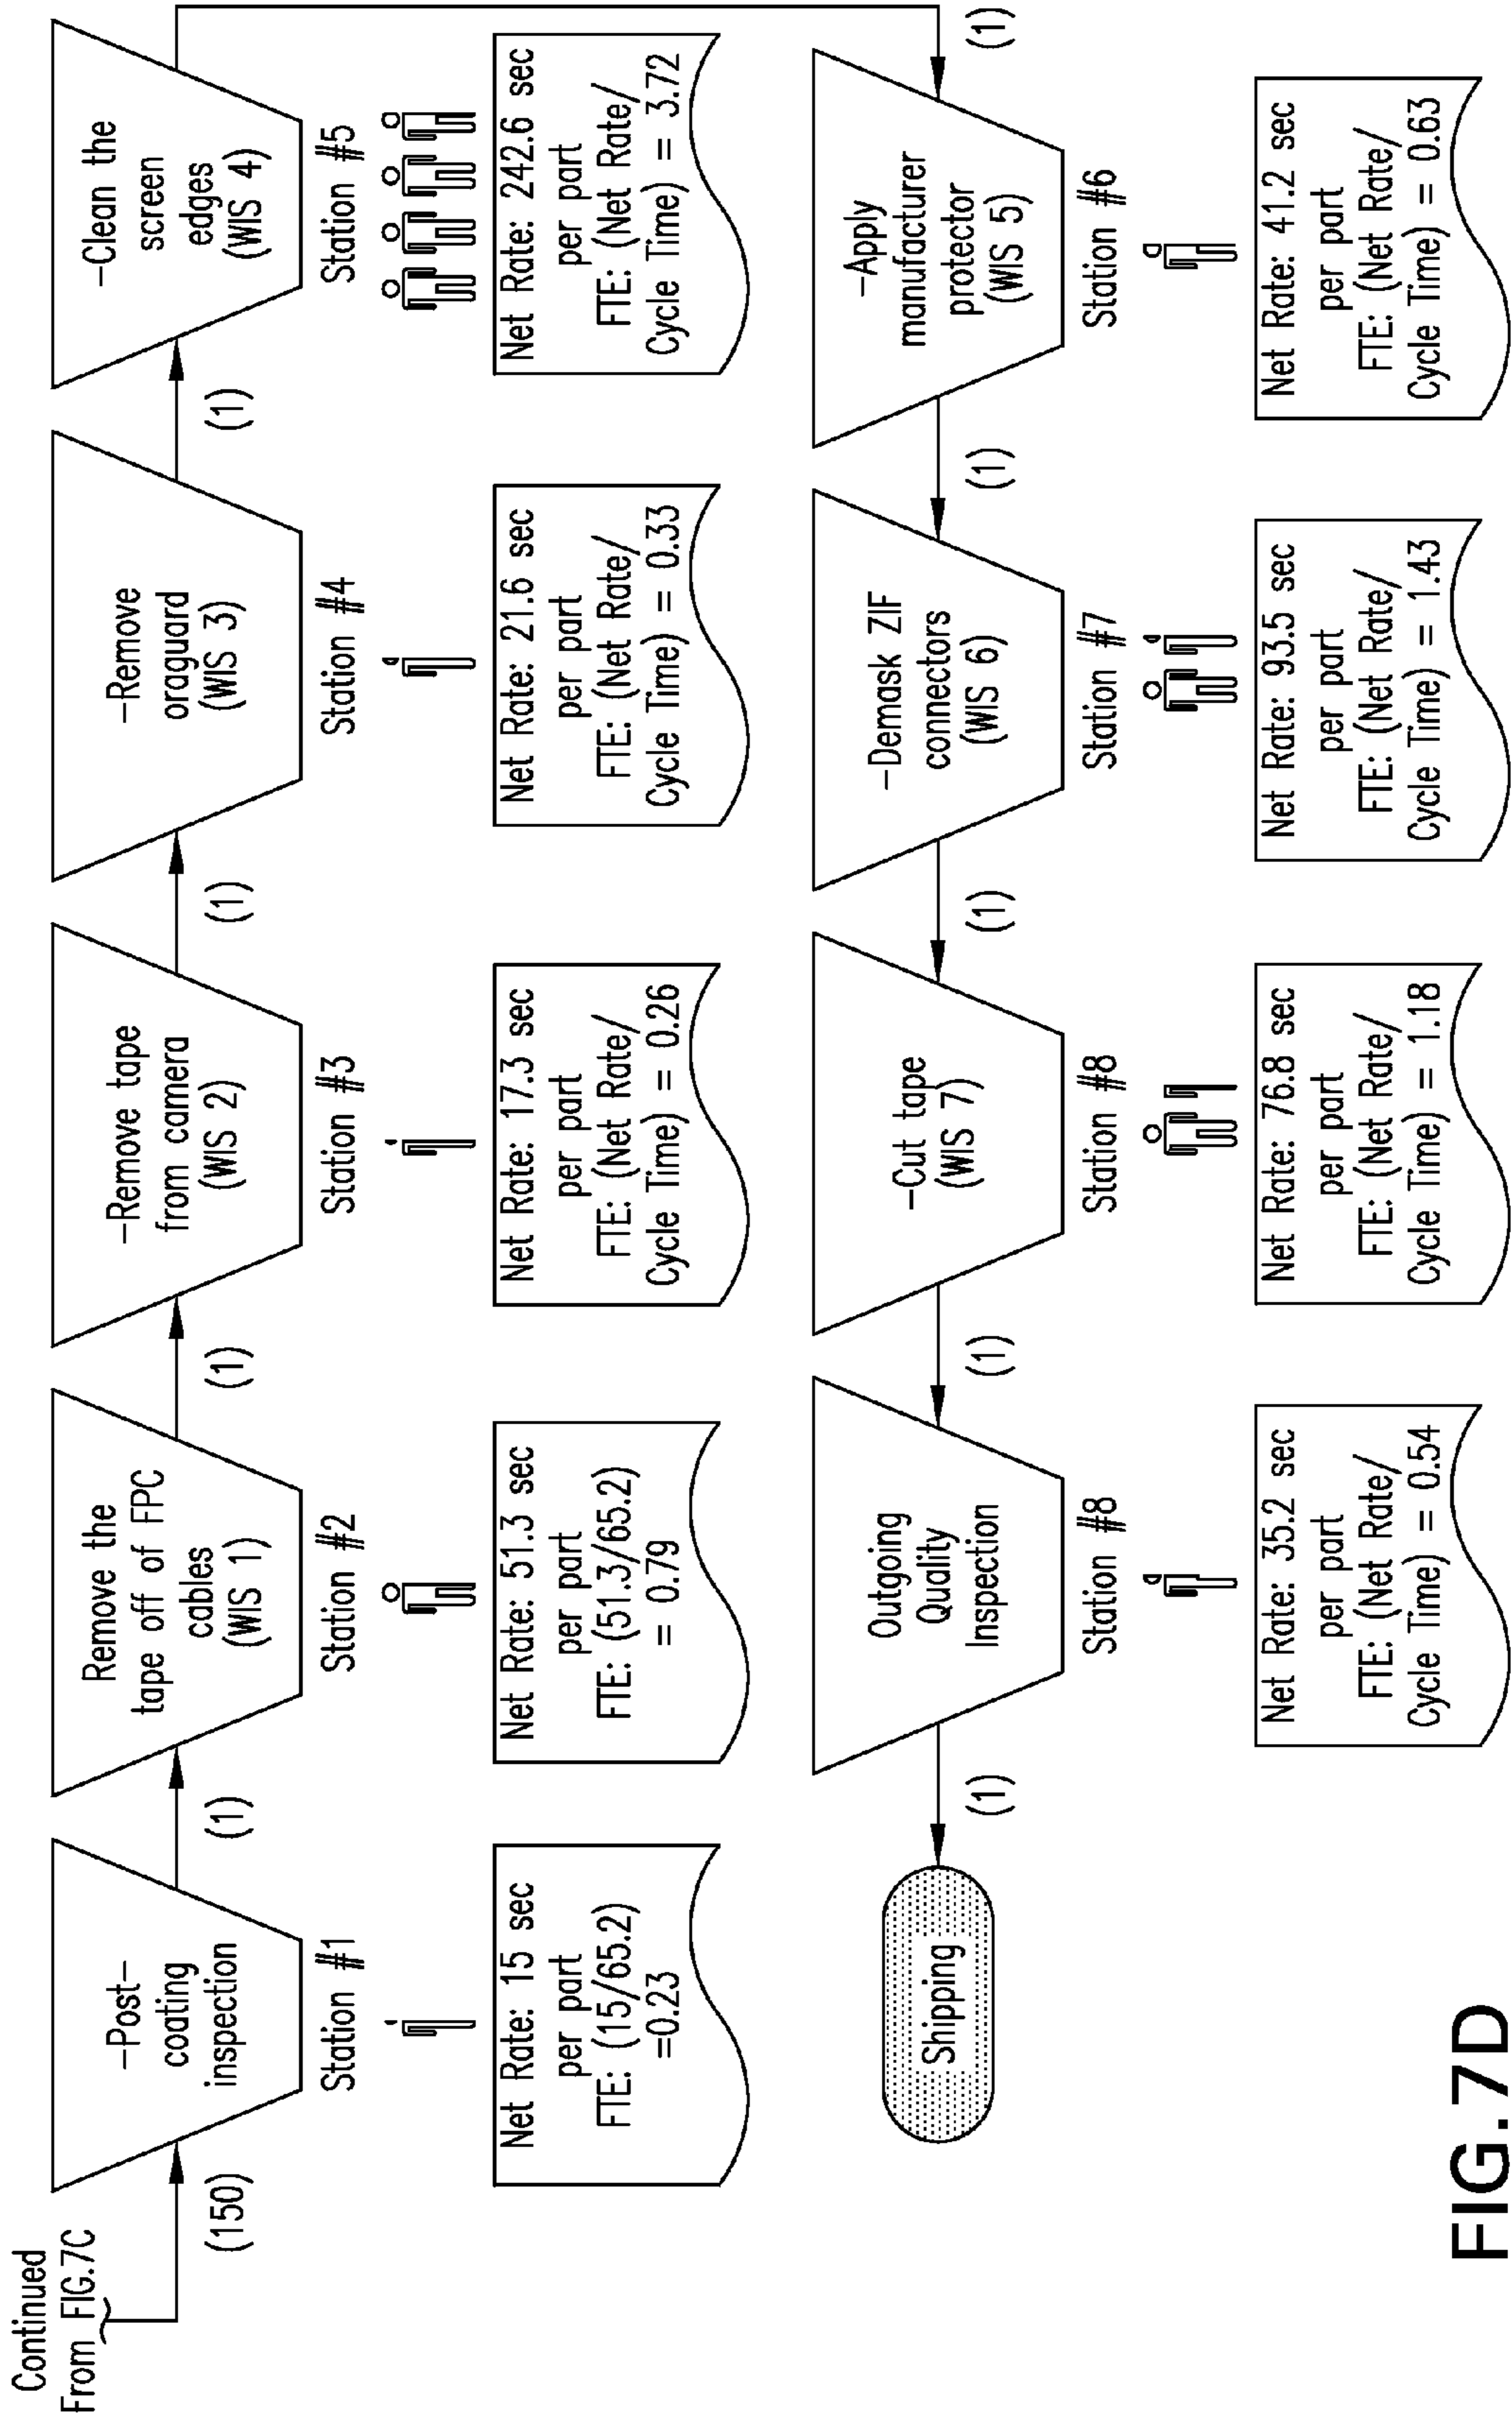 Continued
From FIG.7C
(150)
-Post-
coating
inspection
Station #1
Net Rate: 15 sec
per part
FTE: (15/65.2)
=0.23
(1)
Remove the
tape off of FPC
cables
(WIS 1)
Station #2
Net Rate: 51.3 sec
per part
FTE: (51.3/65.2)
= 0.79
(1)
-Remove tape
from camera
(WIS 2)
Station #3
Net Rate: 17.3 sec
per part
FTE: (Net Rate/
Cycle Time) = 0.26
(1)
-Remove
oraguard
(WIS 3)
Station #4
Net Rate: 21.6 sec
per part
FTE: (Net Rate/
Cycle Time) = 0.33
(1)
-Clean the
screen
edges
(WIS 4)
Station #5
Net Rate: 242.6 sec
per part
FTE: (Net Rate/
Cycle Time) = 3.72
(1)
-Apply
manufacturer
protector
(WIS 5)
Station #6
Net Rate: 41.2 sec
per part
FTE: (Net Rate/
Cycle Time) = 0.63
(1)
-Demask ZIF
connectors
(WIS 6)
Station #7
Net Rate: 93.5 sec
per part
FTE: (Net Rate/
Cycle Time) = 1.43
(1)
-Cut tape
(WIS 7)
Station #8
Net Rate: 76.8 sec
per part
FTE: (Net Rate/
Cycle Time) = 1.18
(1)
Outgoing
Quality
Inspection
Station #8
Net Rate: 35.2 sec
per part
FTE: (Net Rate/
Cycle Time) = 0.54
(1)
Shipping
FIG.7D